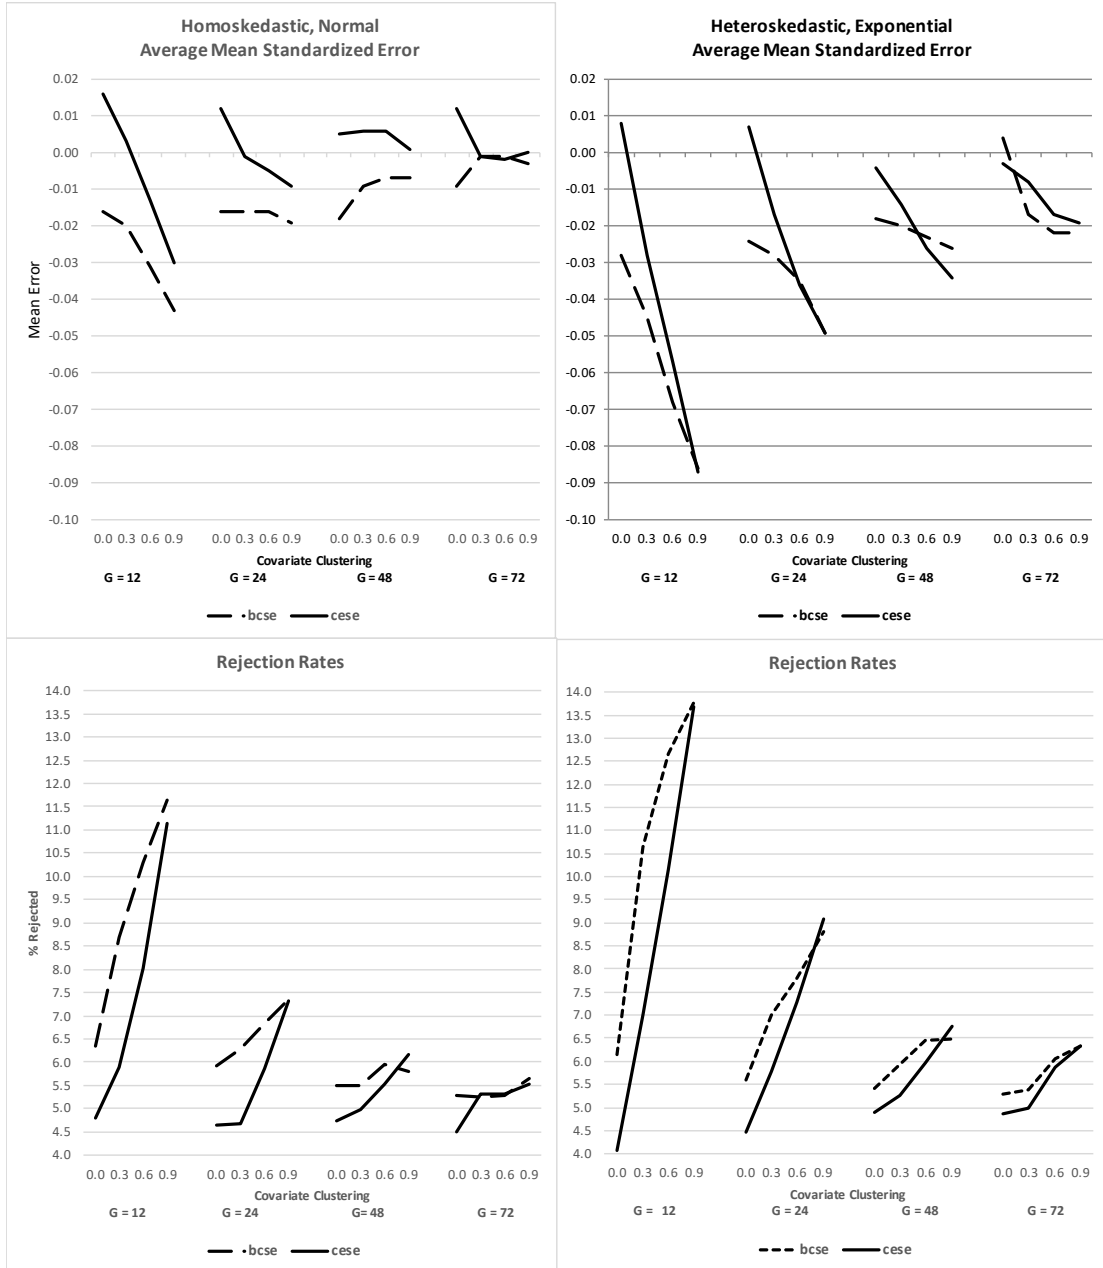 Homoskedastic, Normal
Average Mean Standardized Error
Mean Error
0.02
0.01
0.00
-0.01
-0.02
-0.03
-0.04
-0.05
-0.06
-0.07
-0.08
-0.09
-0.10
0.0 0.3 0.6 0.9 0.0 0.3 0.6 0.9 0.0 0.3 0.6 0.9 0.0 0.3 0.6 0.9
Covariate Clustering
G = 12 G = 24 G = 48 G = 72
bcse cese
Heteroskedastic, Exponential
Average Mean Standardized Error
0.02
0.01
0.00
-0.01
-0.02
-0.03
-0.04
-0.05
-0.06
-0.07
-0.08
-0.09
-0.10
0.0 0.3 0.6 0.9 0.0 0.3 0.6 0.9 0.0 0.3 0.6 0.9 0.0 0.3 0.6 0.9
Covariate Clustering
G = 12 G = 24 G = 48 G = 72
bcse cese
Rejection Rates
% Rejected
14.0
13.5
13.0
12.5
12.0
11.5
11.0
10.5
10.0
9.5
9.0
8.5
8.0
7.5
7.0
6.5
6.0
5.5
5.0
4.5
4.0
0.0 0.3 0.6 0.9 0.0 0.3 0.6 0.9 0.0 0.3 0.6 0.9 0.0 0.3 0.6 0.9
Covariate Clustering
G = 12 G = 24 G= 48 G = 72
bcse cese
Rejection Rates
14.0
13.5
13.0
12.5
12.0
11.5
11.0
10.5
10.0
9.5
9.0
8.5
8.0
7.5
7.0
6.5
6.0
5.5
5.0
4.5
4.0
0.0 0.3 0.6 0.9 0.0 0.3 0.6 0.9 0.0 0.3 0.6 0.9 0.0 0.3 0.6 0.9
Covariate Clustering
G = 12 G = 24 G = 48 G = 72
bcse cese